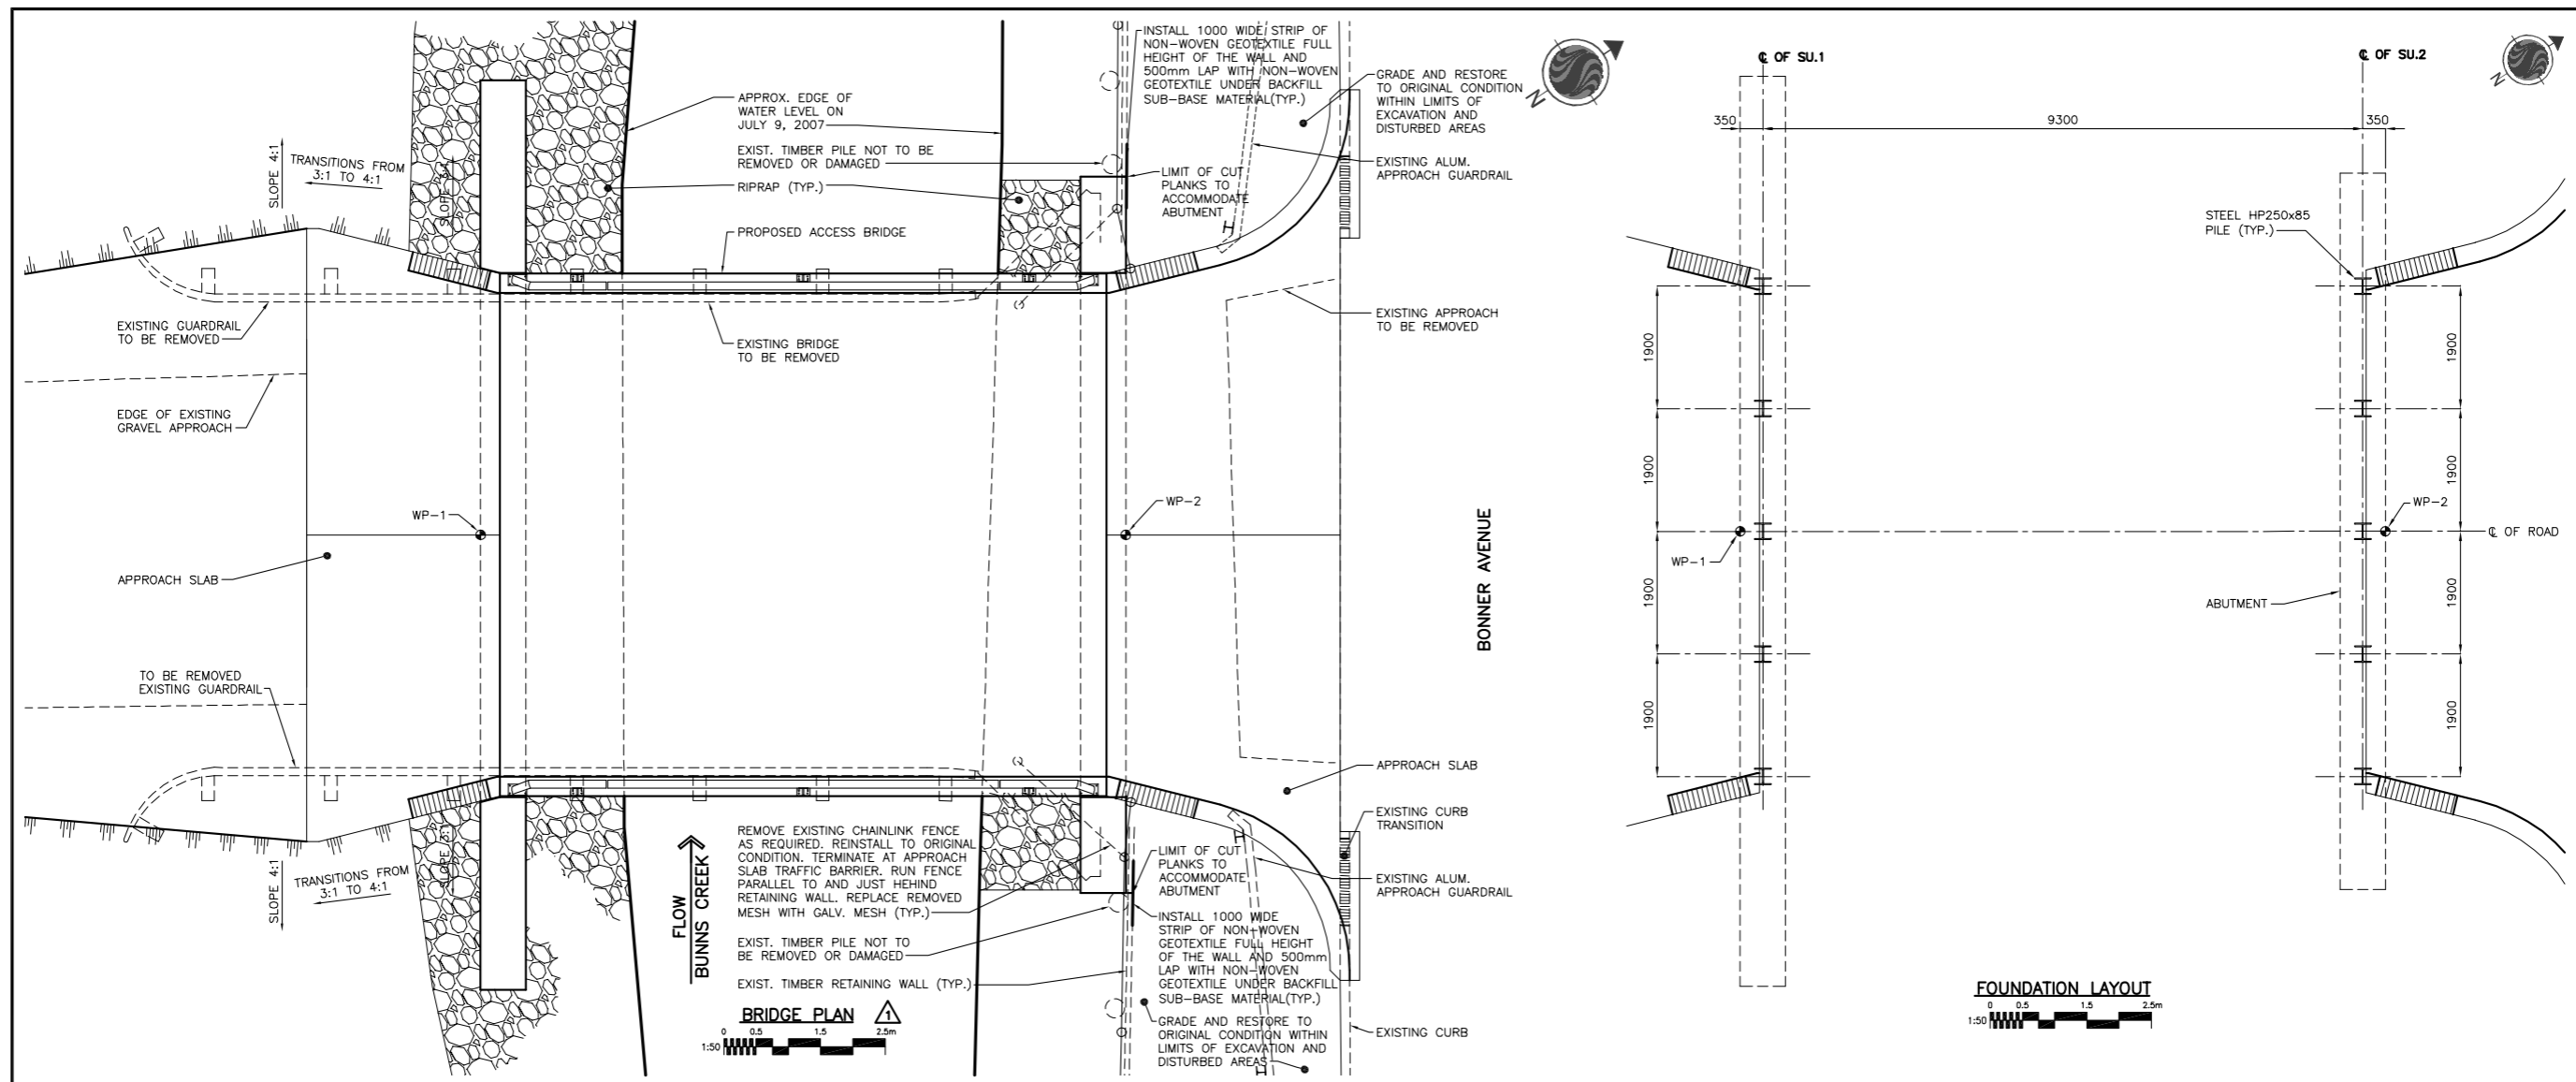 SLOPE 4:1
TRANSITIONS FROM
3:1 TO 4:1
SLOPE 3:1
APPROX. EDGE OF
WATER LEVEL ON
JULY 9, 2007
EXIST. TIMBER PILE NOT TO BE
REMOVED OR DAMAGED
RIPRAP (TYP.)
PROPOSED ACCESS BRIDGE
INSTALL 1000 WIDE STRIP OF
NON-WOVEN GEOTEXTILE FULL
HEIGHT OF THE WALL AND
500mm LAP WITH NON-WOVEN
GEOTEXTILE UNDER BACKFILL
SUB-BASE MATERIAL(TYP.)
LIMIT OF CUT
PLANKS TO
ACCOMMODATE
ABUTMENT
GRADE AND RESTORE
TO ORIGINAL CONDITION
WITHIN LIMITS OF
EXCAVATION AND
DISTURBED AREAS
EXISTING ALUM.
APPROACH GUARDRAIL
N
EXISTING GUARDRAIL
TO BE REMOVED
EXISTING BRIDGE
TO BE REMOVED
EXISTING APPROACH
TO BE REMOVED
EDGE OF EXISTING
GRAVEL APPROACH
WP-1
WP-2
BONNER AVENUE
APPROACH SLAB
TO BE REMOVED
EXISTING GUARDRAIL
APPROACH SLAB
EXISTING CURB
TRANSITION
EXISTING ALUM.
APPROACH GUARDRAIL
SLOPE 4:1
TRANSITIONS FROM
3:1 TO 4:1
SLOPE 3:1
FLOW
BUNNS CREEK
REMOVE EXISTING CHAINLINK FENCE
AS REQUIRED. REINSTALL TO ORIGINAL
CONDITION. TERMINATE AT APPROACH
SLAB TRAFFIC BARRIER. RUN FENCE
PARALLEL TO AND JUST HEHIND
RETAINING WALL. REPLACE REMOVED
MESH WITH GALV. MESH (TYP.)
EXIST. TIMBER PILE NOT TO
BE REMOVED OR DAMAGED
EXIST. TIMBER RETAINING WALL (TYP.)
LIMIT OF CUT
PLANKS TO
ACCOMMODATE
ABUTMENT
INSTALL 1000 WIDE
STRIP OF NON-WOVEN
GEOTEXTILE FULL HEIGHT
OF THE WALL AND 500mm
LAP WITH NON-WOVEN
GEOTEXTILE UNDER BACKFILL
SUB-BASE MATERIAL(TYP.)
GRADE AND RESTORE TO
ORIGINAL CONDITION WITHIN
LIMITS OF EXCAVATION AND
DISTURBED AREAS
EXISTING CURB
BRIDGE PLAN 1
0 0.5 1.5 2.5m
1:50
℄ OF SU.1
℄ OF SU.2
N
350
9300
350
STEEL HP250x85
PILE (TYP.)
1900
1900
1900
1900
1900
1900
1900
1900
WP-1
WP-2
℄ OF ROAD
ABUTMENT
FOUNDATION LAYOUT
0 0.5 1.5 2.5m
1:50